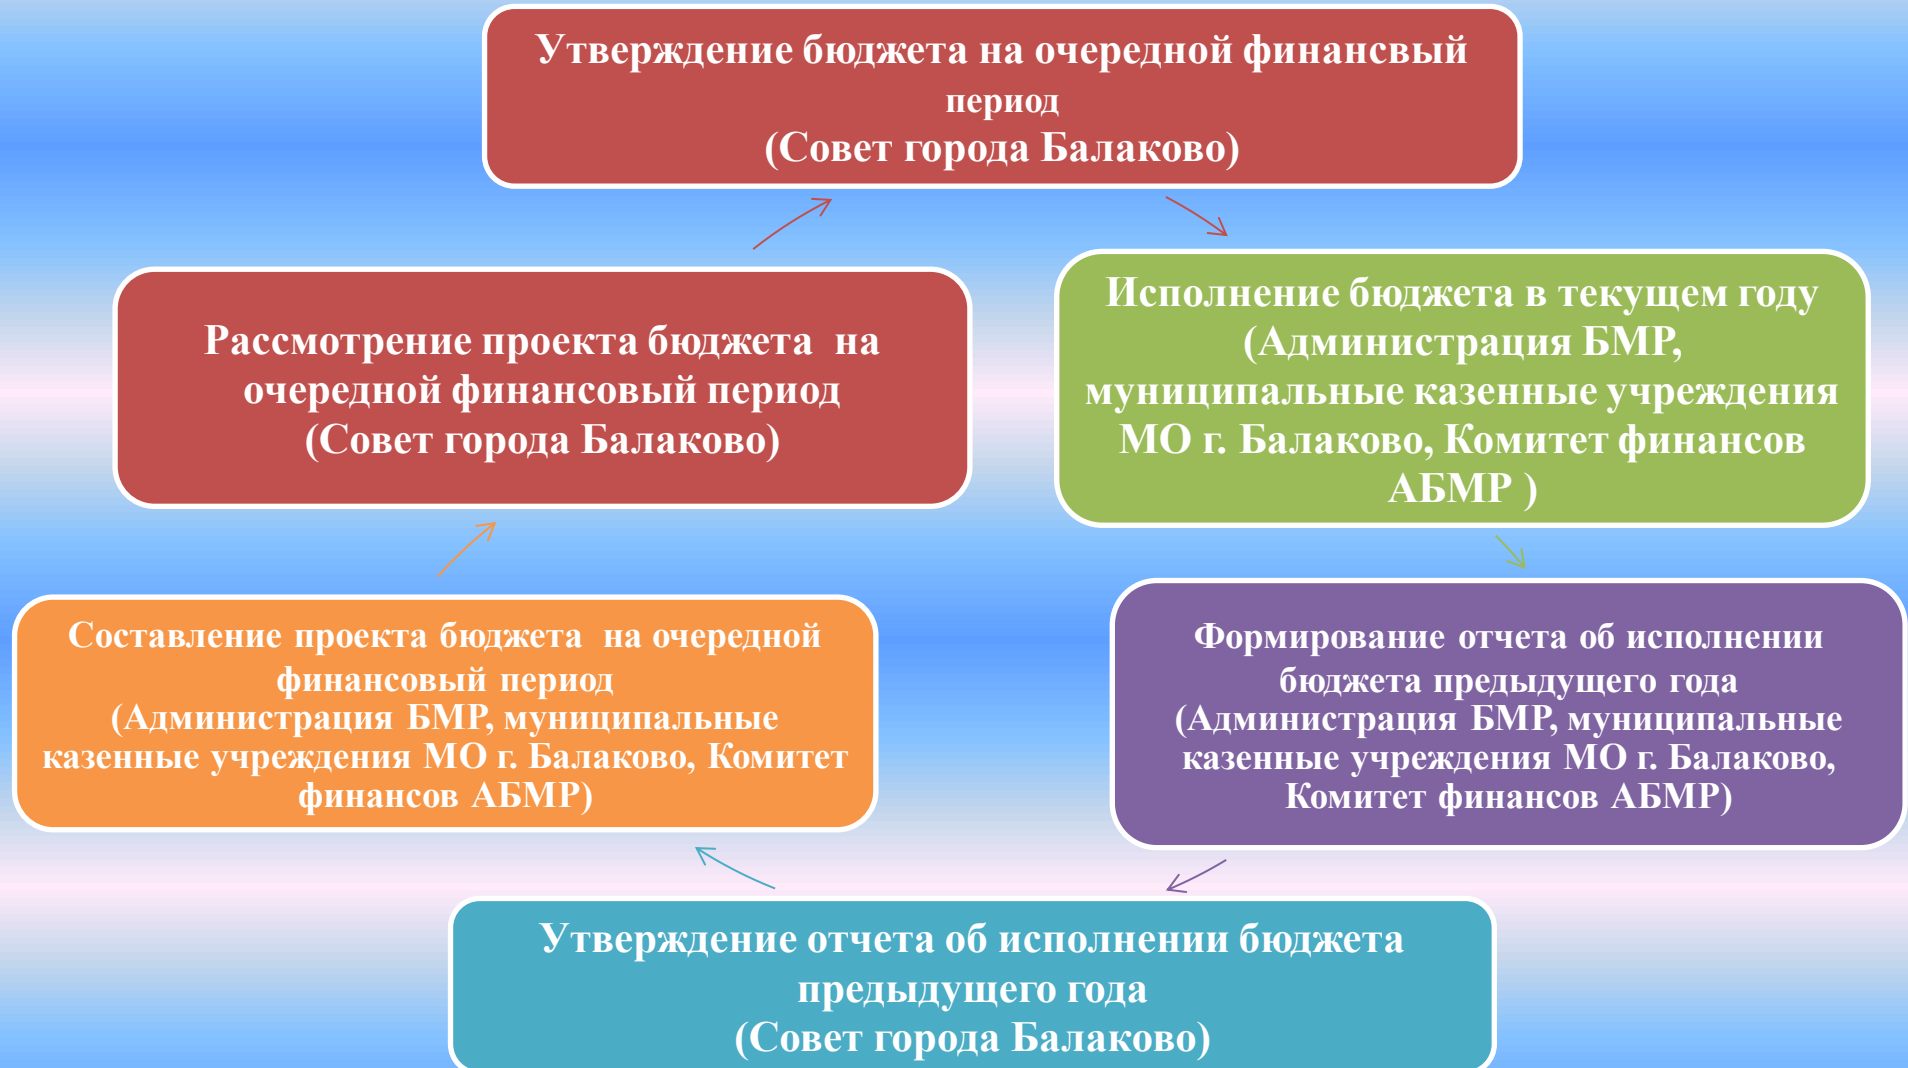 Утверждение бюджета на очередной финансвый
период
(Совет города Балаково)
Рассмотрение проекта бюджета на
очередной финансовый период
(Совет города Балаково)
Исполнение бюджета в текущем году
(Администрация БМР,
муниципальные казенные учреждения
МО г. Балаково, Комитет финансов
АБМР )
Составление проекта бюджета на очередной
финансовый период
(Администрация БМР, муниципальные
казенные учреждения МО г. Балаково, Комитет
финансов АБМР)
Формирование отчета об исполнении
бюджета предыдущего года
(Администрация БМР, муниципальные
казенные учреждения МО г. Балаково,
Комитет финансов АБМР)
Утверждение отчета об исполнении бюджета
предыдущего года
(Совет города Балаково)